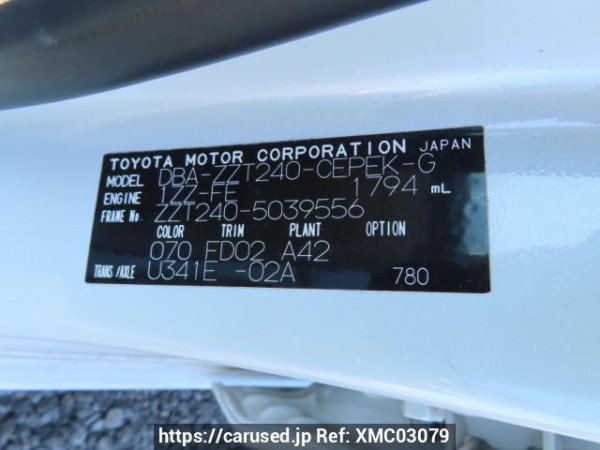 TOYOTA MOTOR CORPORATION JAPAN
MODEL DBA-ZZT240-CEPEK-G
ENGINE 1ZZ-FE 1794 mL
FRAME No. ZZT240-5039556
COLOR TRIM PLANT OPTION
070 FD02 A42
TRANS/AXLE U341E -02A 780
https://carused.jp Ref: XMC03079